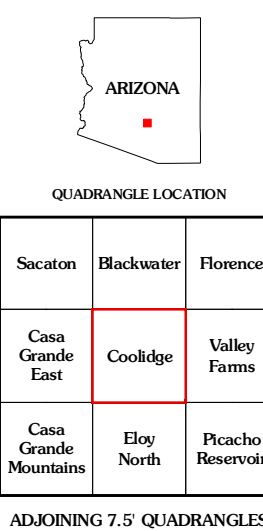 ARIZONA
QUADRANGLE LOCATION
Sacaton
Blackwater
Florence
Casa
Grande
East
Coolidge
Valley
Farms
Casa
Grande
Mountains
Eloy
North
Picacho
Reservoir
ADJOINING 7.5' QUADRANGLES